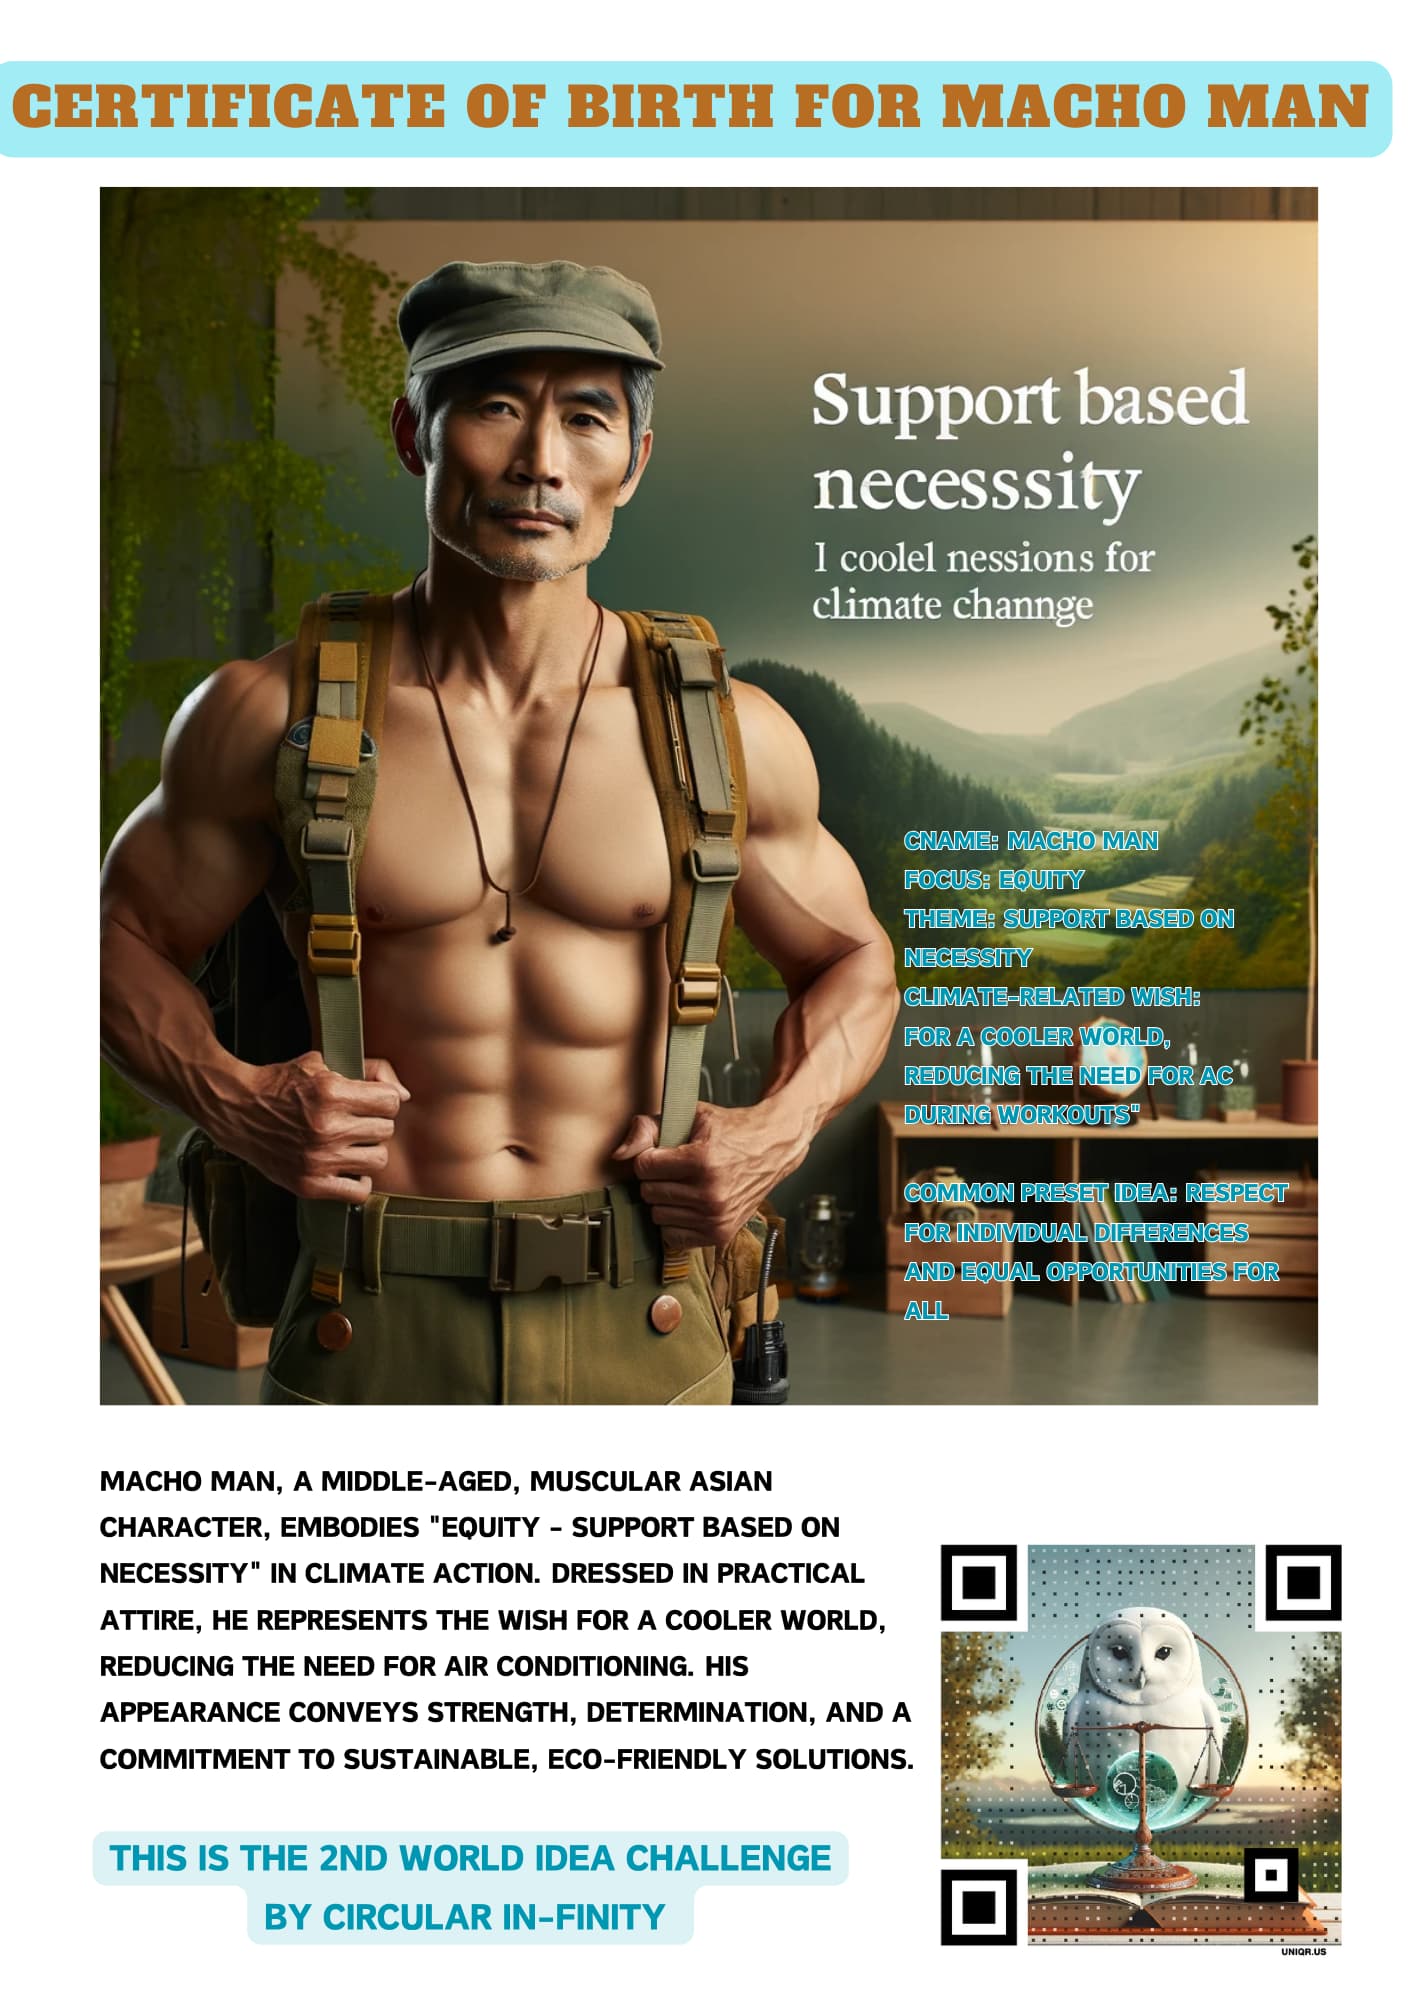 CERTIFICATE OF BIRTH FOR MACHO MAN
Support based
necesssity
I coolel nessions for
climate channge
CNAME: MACHO MAN
FOCUS: EQUITY
THEME: SUPPORT BASED ON
NECESSITY
CLIMATE-RELATED WISH:
FOR A COOLER WORLD,
REDUCING THE NEED FOR AC
DURING WORKOUTS"
COMMON PRESET IDEA: RESPECT
FOR INDIVIDUAL DIFFERENCES
AND EQUAL OPPORTUNITIES FOR
ALL
MACHO MAN, A MIDDLE-AGED, MUSCULAR ASIAN
CHARACTER, EMBODIES "EQUITY - SUPPORT BASED ON
NECESSITY" IN CLIMATE ACTION. DRESSED IN PRACTICAL
ATTIRE, HE REPRESENTS THE WISH FOR A COOLER WORLD,
REDUCING THE NEED FOR AIR CONDITIONING. HIS
APPEARANCE CONVEYS STRENGTH, DETERMINATION, AND A
COMMITMENT TO SUSTAINABLE, ECO-FRIENDLY SOLUTIONS.
THIS IS THE 2ND WORLD IDEA CHALLENGE
BY CIRCULAR IN-FINITY
UNIQR.US